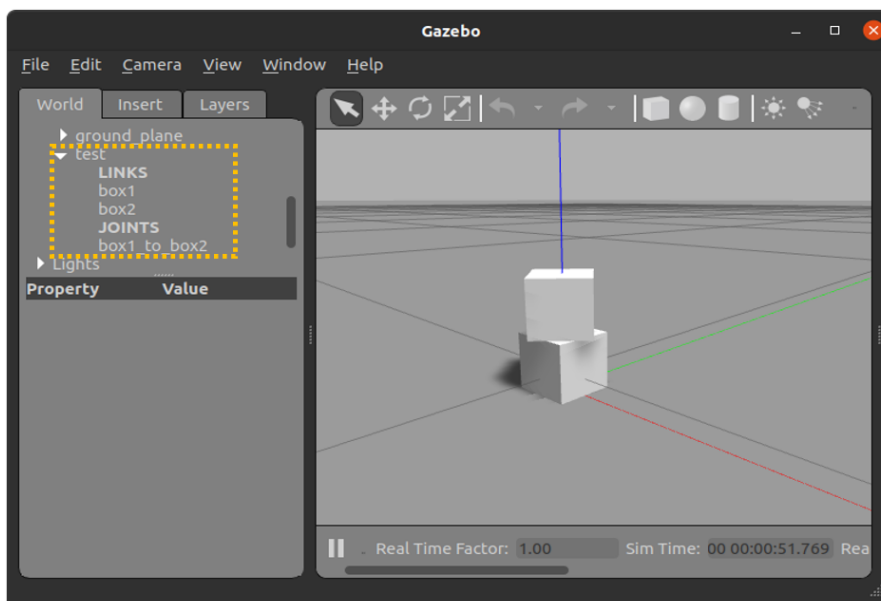 Gazebo
File Edit Camera View Window Help
World Insert Layers
ground_plane
test
LINKS
box1
box2
JOINTS
box1_to_box2
Lights
Property Value
Real Time Factor: 1.00 Sim Time: 00 00:00:51.769 Rea